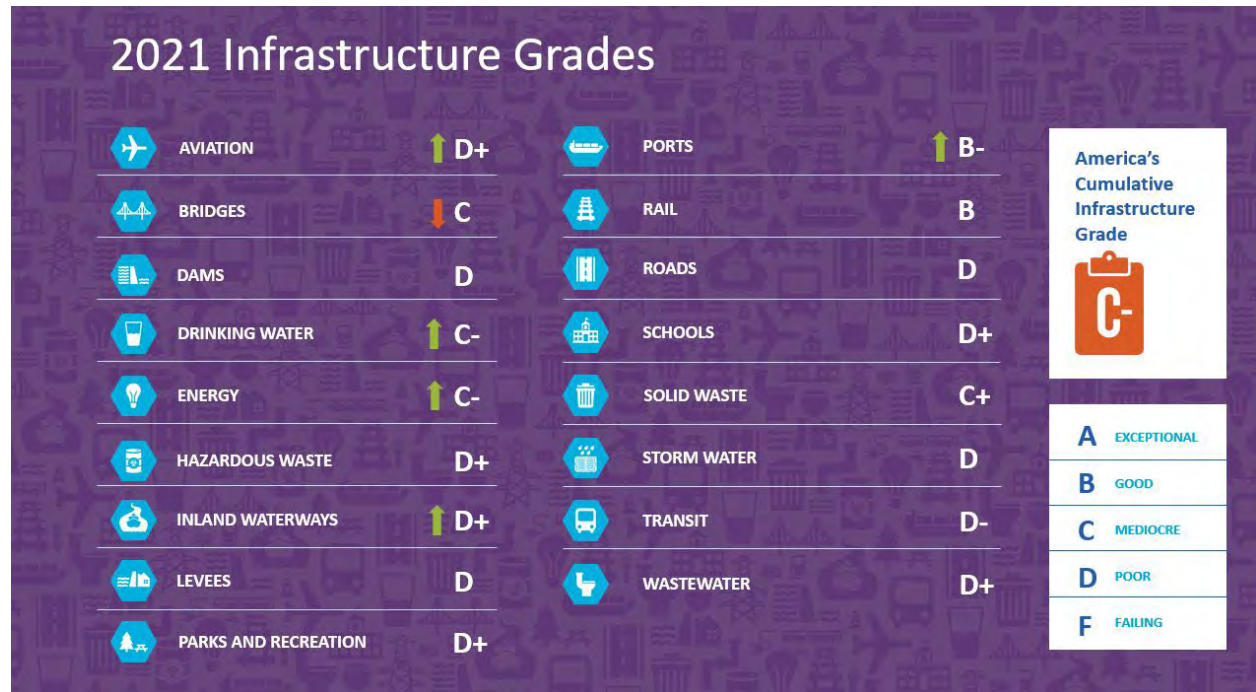 2021 Infrastructure Grades
AVIATION D+
BRIDGES C
DAMS D
DRINKING WATER C-
ENERGY C-
HAZARDOUS WASTE D+
INLAND WATERWAYS D+
LEVEES D
PARKS AND RECREATION D+
PORTS B-
RAIL B
ROADS D
SCHOOLS D+
SOLID WASTE C+
STORM WATER D
TRANSIT D-
WASTEWATER D+
America's
Cumulative
Infrastructure
Grade
C-
A EXCEPTIONAL
B GOOD
C MEDIOCRE
D POOR
F FAILING